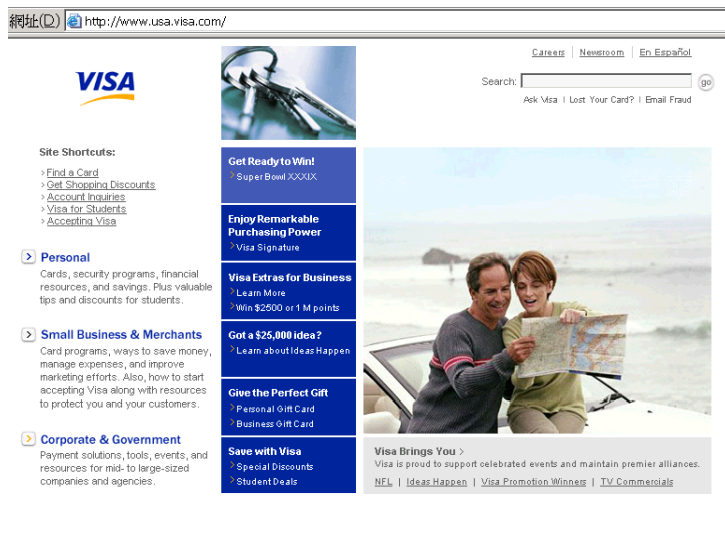 網址(D) http://www.usa.visa.com/
VISA
Careers | Newsroom | En Español
Search: go
Ask Visa | Lost Your Card? | Email Fraud
Site Shortcuts:
› Find a Card
› Get Shopping Discounts
› Account Inquiries
› Visa for Students
› Accepting Visa
› Personal
Cards, security programs, financial
resources, and savings. Plus valuable
tips and discounts for students.
› Small Business & Merchants
Card programs, ways to save money,
manage expenses, and improve
marketing efforts. Also, how to start
accepting Visa along with resources
to protect you and your customers.
› Corporate & Government
Payment solutions, tools, events, and
resources for mid- to large-sized
companies and agencies.
Get Ready to Win!
› Super Bowl XXXIX
Enjoy Remarkable
Purchasing Power
› Visa Signature
Visa Extras for Business
› Learn More
› Win $2500 or 1 M points
Got a $25,000 idea?
› Learn about Ideas Happen
Give the Perfect Gift
› Personal Gift Card
› Business Gift Card
Save with Visa
› Special Discounts
› Student Deals
Visa Brings You ›
Visa is proud to support celebrated events and maintain premier alliances.
NFL | Ideas Happen | Visa Promotion Winners | TV Commercials